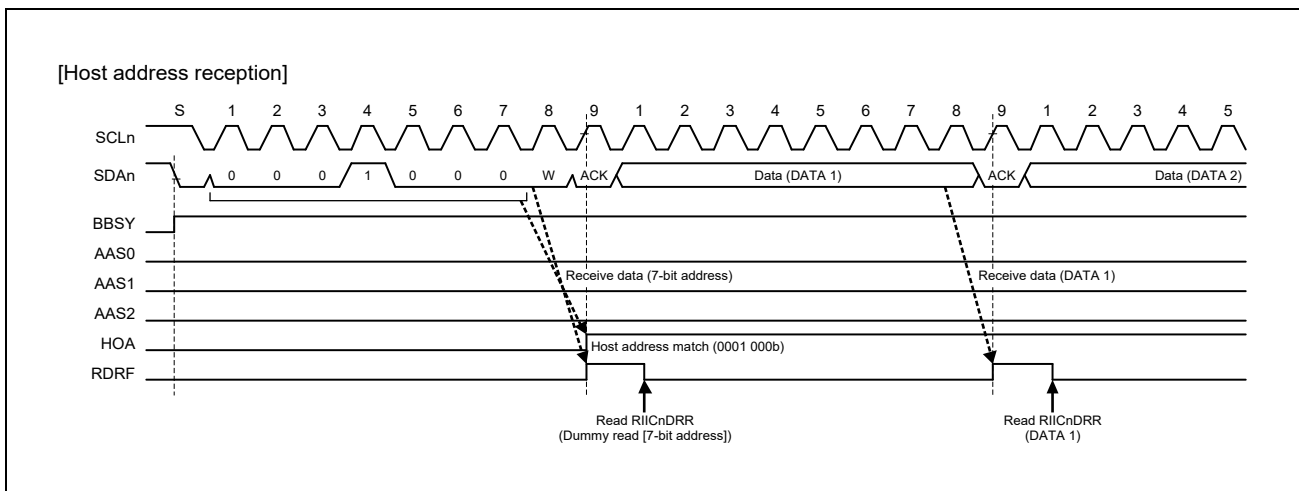 [Host address reception]
S 1 2 3 4 5 6 7 8 9 1 2 3 4 5 6 7 8 9 1 2 3 4 5
SCLn
SDAn 0 0 0 1 0 0 0 W ACK Data (DATA 1) ACK Data (DATA 2)
BBSY
AAS0
AAS1 Receive data (7-bit address) Receive data (DATA 1)
AAS2
HOA Host address match (0001 000b)
RDRF
Read RIICnDRR Read RIICnDRR
(Dummy read [7-bit address]) (DATA 1)